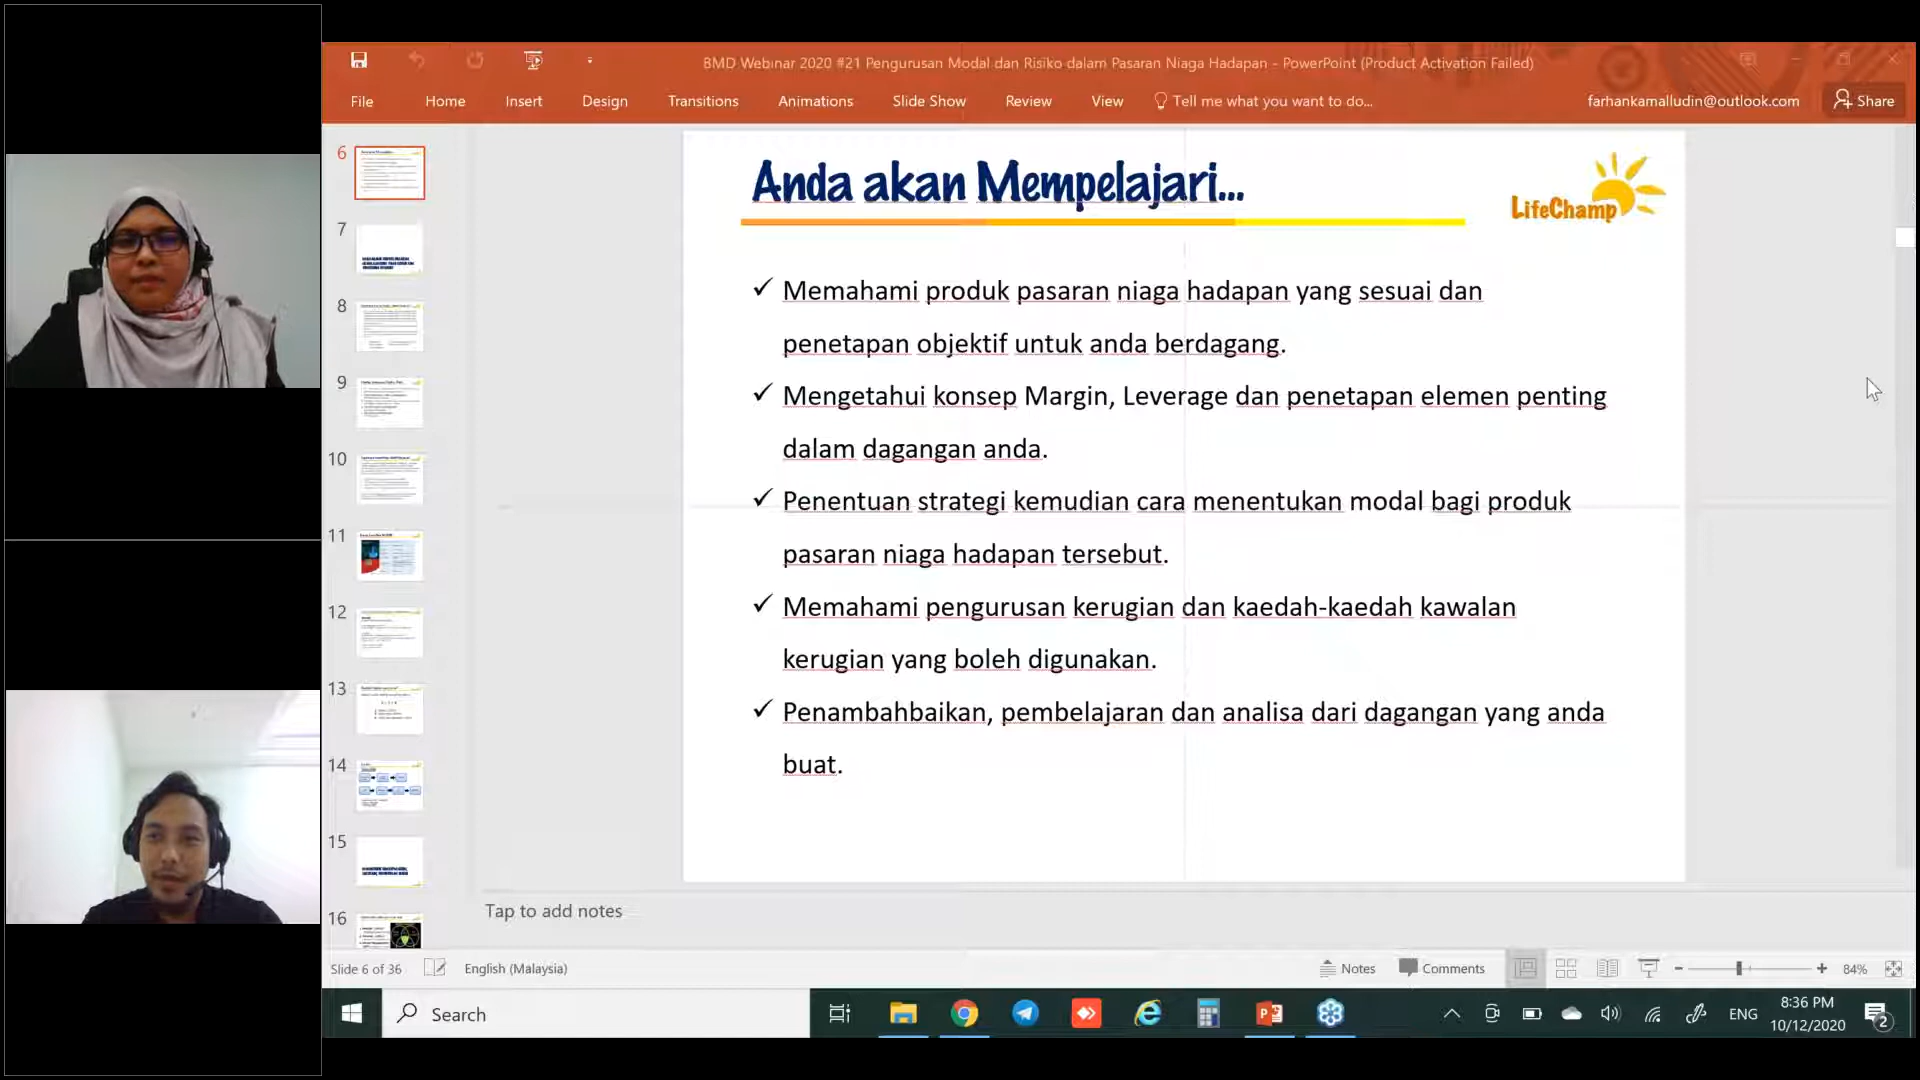 BMD Webinar 2020 #21 Pengurusan Modal dan Risiko dalam Pasaran Niaga Hadapan - PowerPoint (Product Activation Failed)
File Home Insert Design Transitions Animations Slide Show Review View Tell me what you want to do... farhankamalludin@outlook.com Share
6
7
8
9
10
11
12
13
14
15
16
Anda akan Mempelajari...
LifeChamp
✓ Memahami produk pasaran niaga hadapan yang sesuai dan
penetapan objektif untuk anda berdagang.
✓ Mengetahui konsep Margin, Leverage dan penetapan elemen penting
dalam dagangan anda.
✓ Penentuan strategi kemudian cara menentukan modal bagi produk
pasaran niaga hadapan tersebut.
✓ Memahami pengurusan kerugian dan kaedah-kaedah kawalan
kerugian yang boleh digunakan.
✓ Penambahbaikan, pembelajaran dan analisa dari dagangan yang anda
buat.
Tap to add notes
Slide 6 of 36 English (Malaysia) Notes Comments 84%
Search ENG 8:36 PM
10/12/2020 2